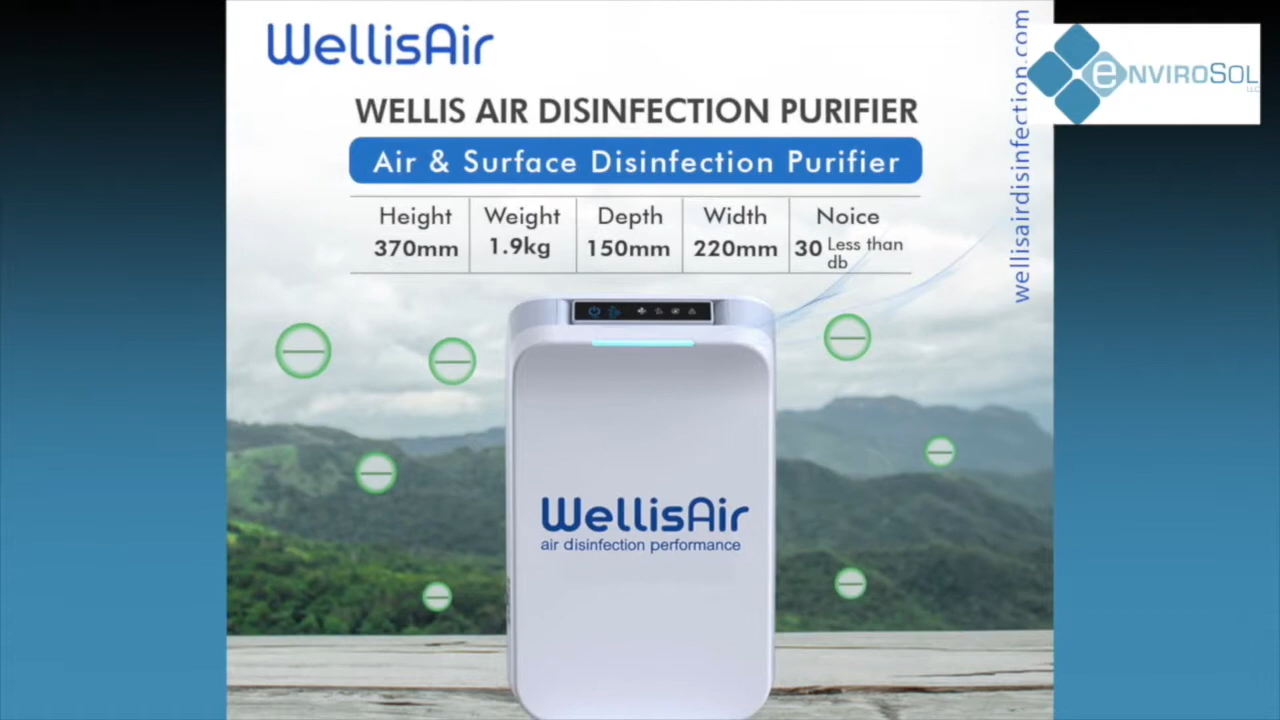 WellisAir
WELLIS AIR DISINFECTION PURIFIER
Air & Surface Disinfection Purifier
Height Weight Depth Width Noice
370mm 1.9kg 150mm 220mm 30 Less than db
wellisairdisinfection.com
eNVIROSOL
LLC
WellisAir
air disinfection performance